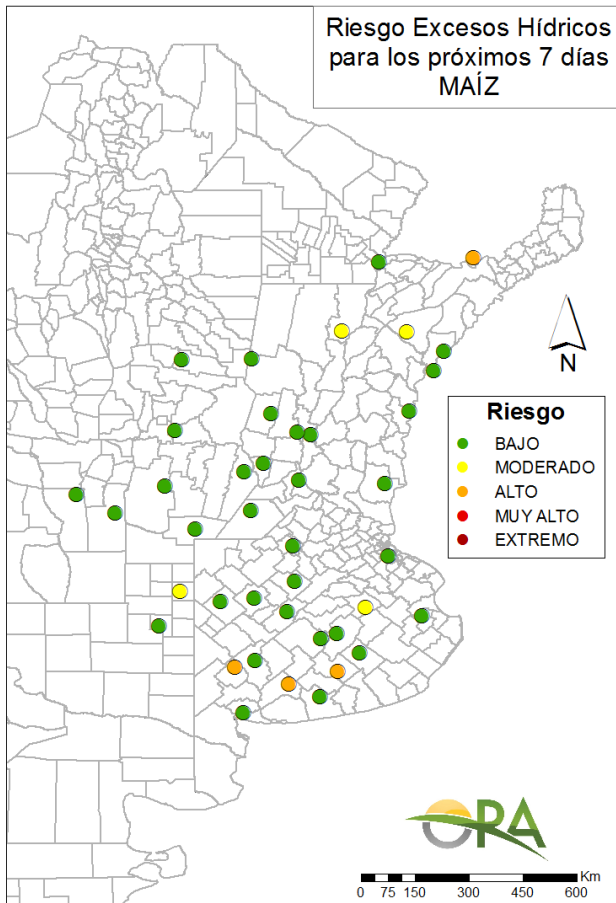 Riesgo Excesos Hídricos
para los próximos 7 días
MAÍZ
N
Riesgo
BAJO
MODERADO
ALTO
MUY ALTO
EXTREMO
ORA
Km
0 75 150 300 450 600